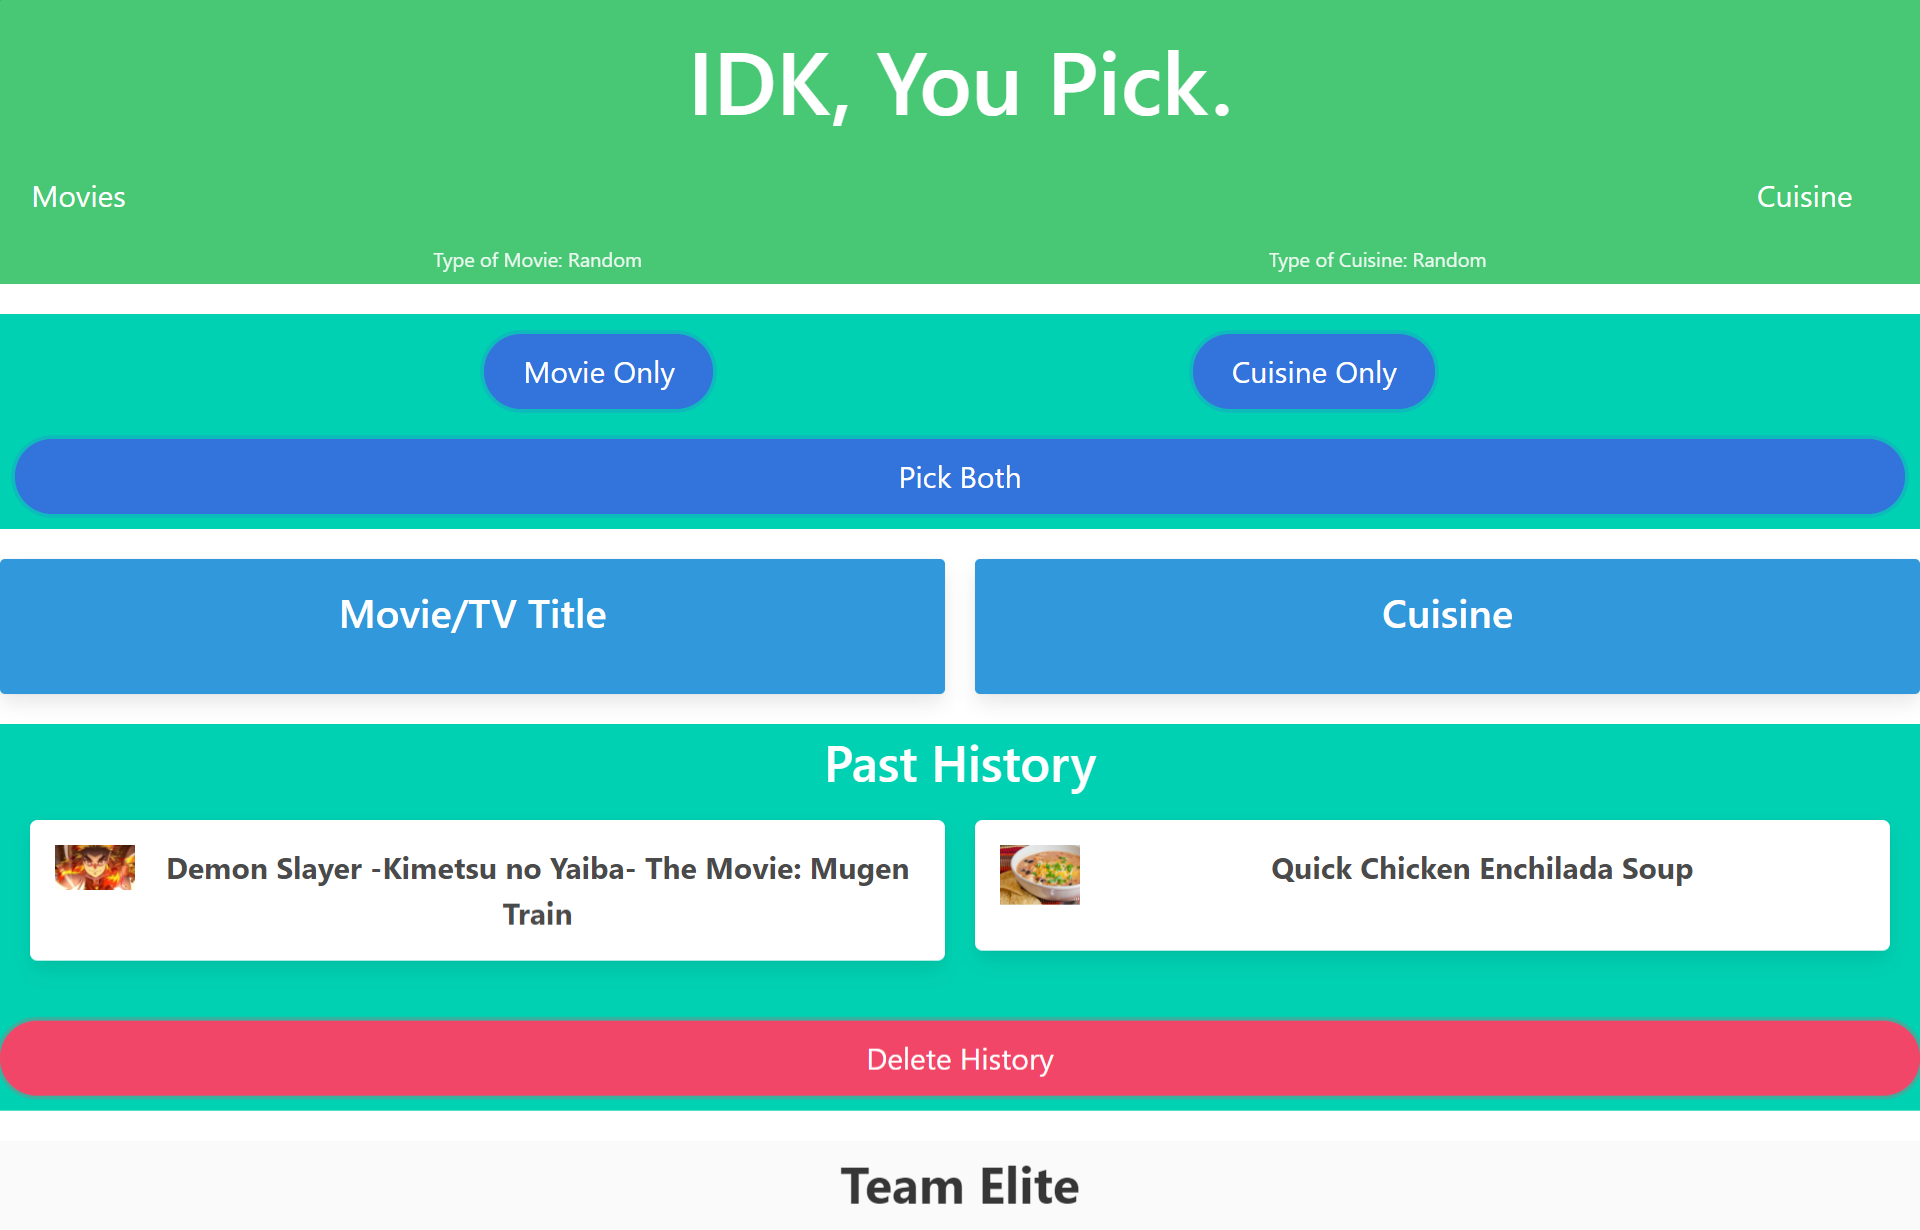 IDK, You Pick.
Movies
Cuisine
Type of Movie: Random
Type of Cuisine: Random
Movie Only
Cuisine Only
Pick Both
Movie/TV Title
Cuisine
Past History
Demon Slayer -Kimetsu no Yaiba- The Movie: Mugen
Train
Quick Chicken Enchilada Soup
Delete History
Team Elite